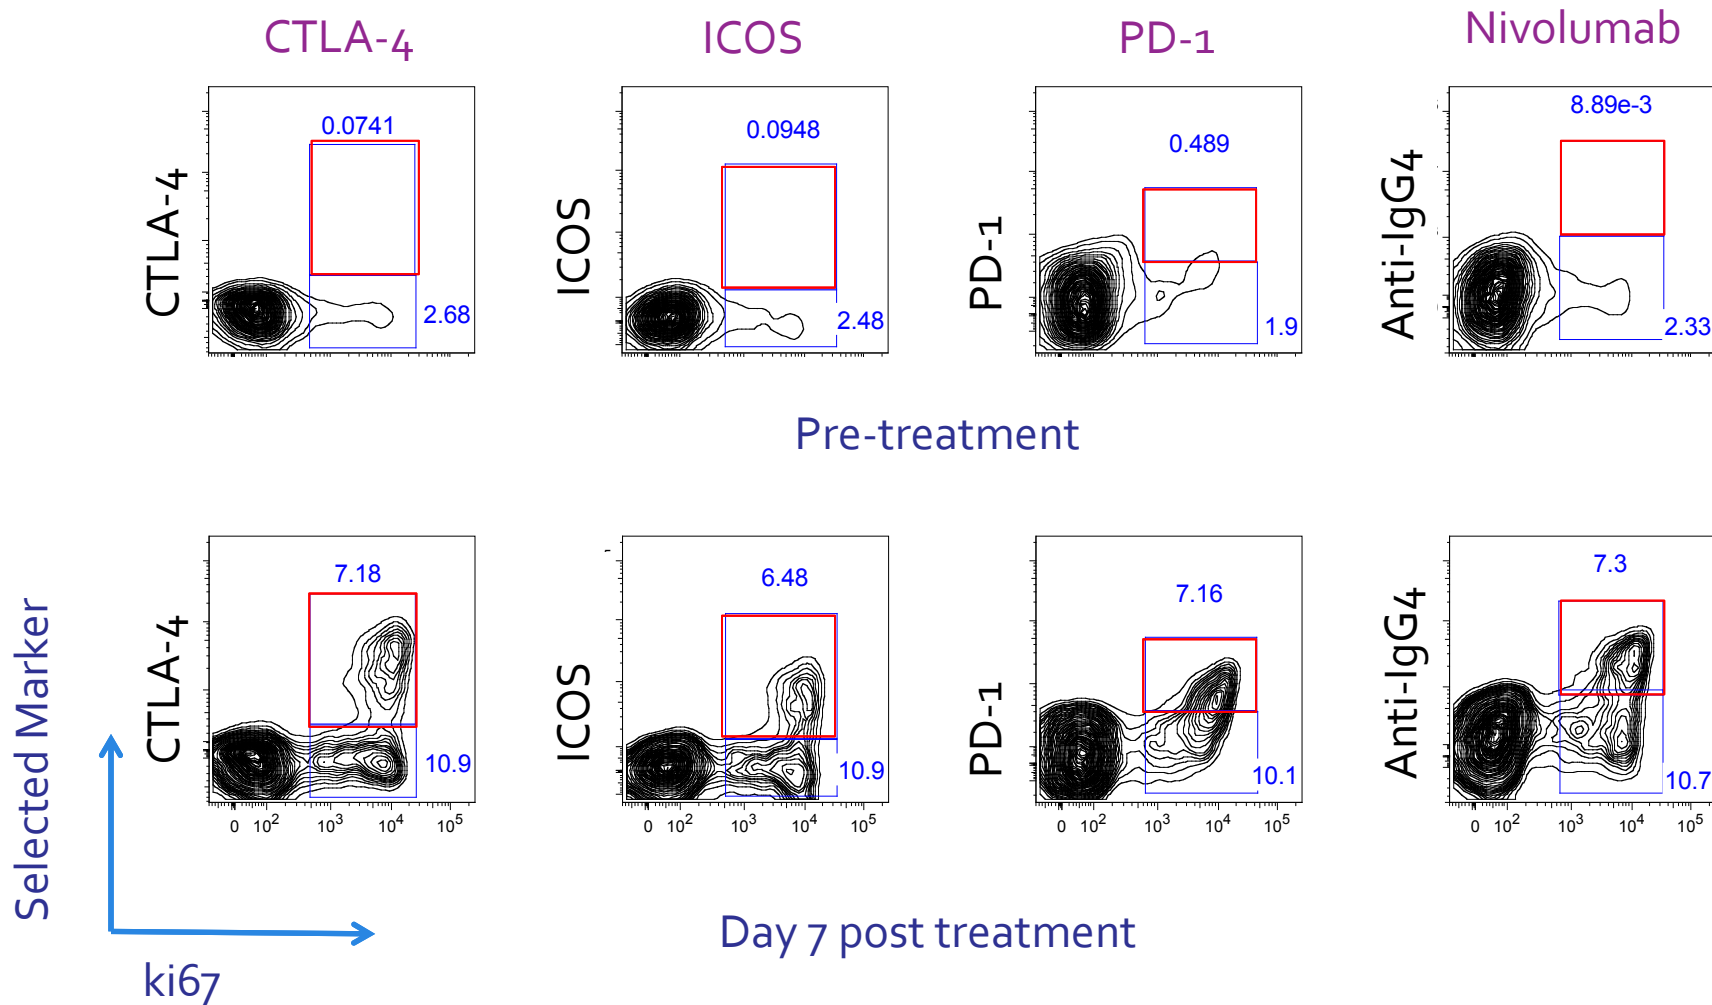 CTLA-4 ICOS PD-1 Nivolumab
CTLA-4 0.0741 2.68
ICOS 0.0948 2.48
PD-1 0.489 1.9
Anti-IgG4 8.89e-3 2.33
Pre-treatment
CTLA-4 7.18 10.9
0 10² 10³ 10⁴ 10⁵
ICOS 6.48 10.9
0 10² 10³ 10⁴ 10⁵
PD-1 7.16 10.1
0 10² 10³ 10⁴ 10⁵
Anti-IgG4 7.3 10.7
0 10² 10³ 10⁴ 10⁵
Selected Marker
ki67
Day 7 post treatment